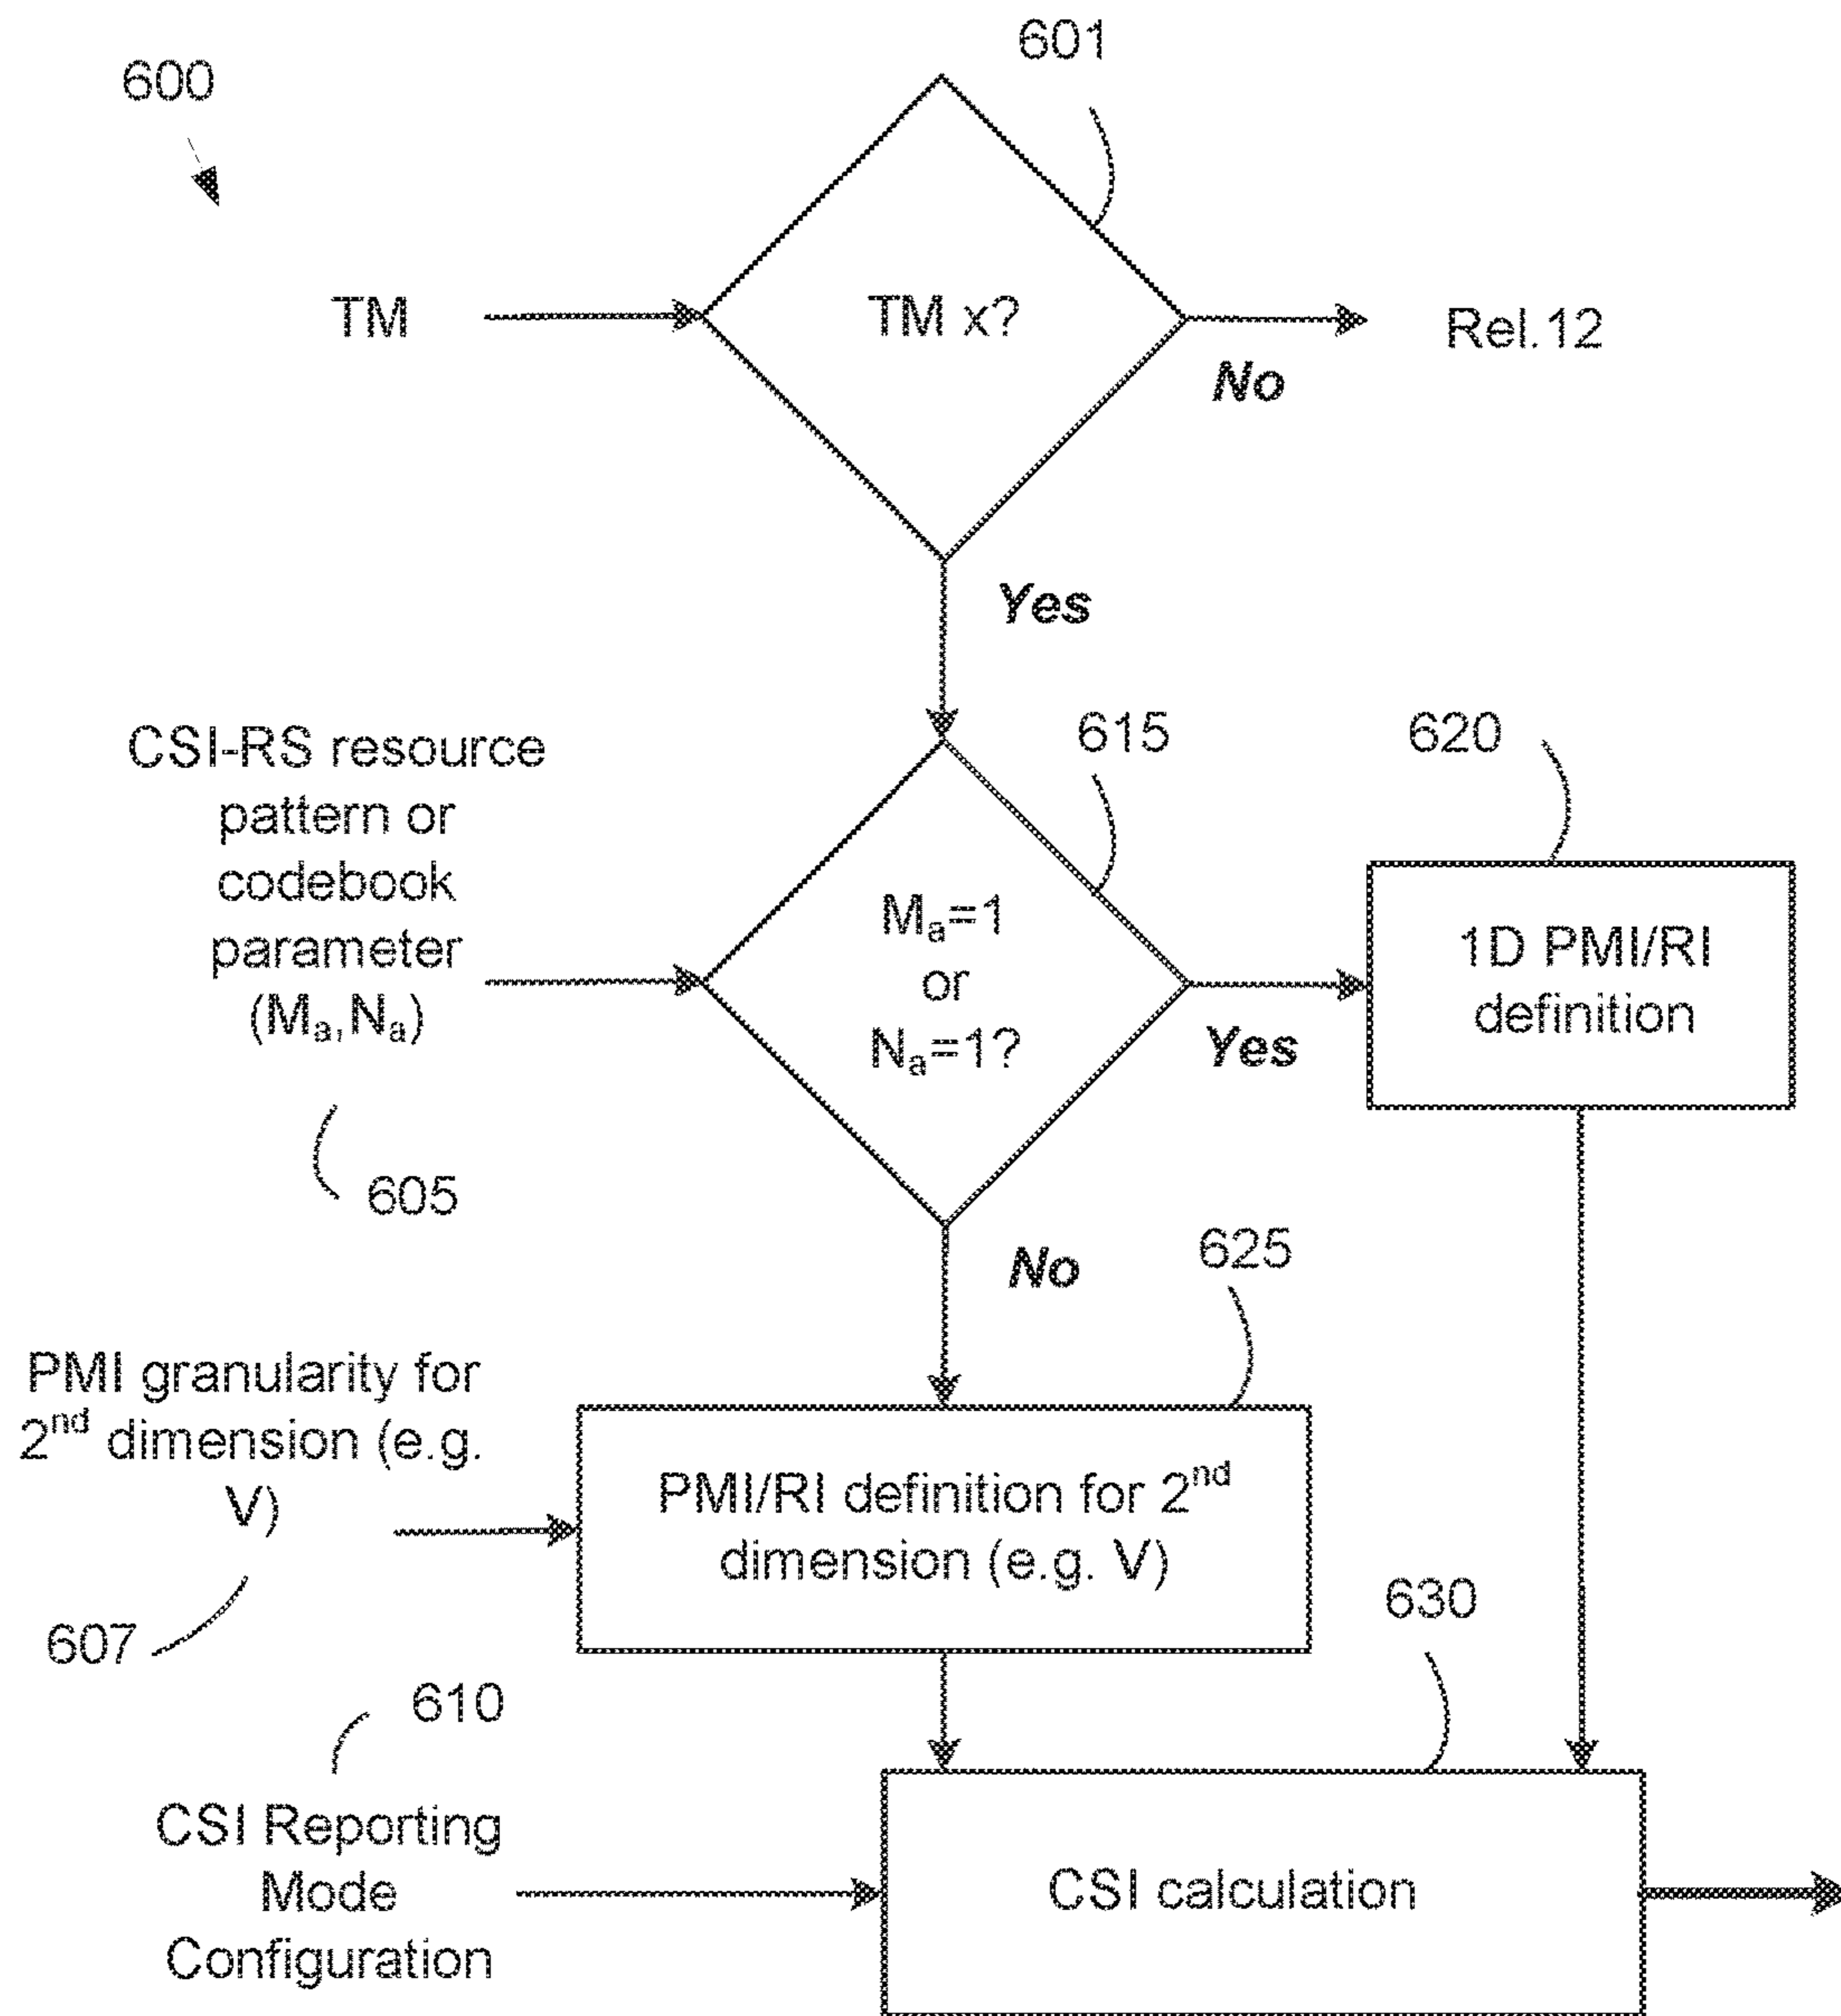 601
600
TM
TM x?
Rel.12
No
Yes
CSI-RS resource
pattern or
codebook
parameter
(Ma,Na)
605
615
620
Ma=1
or
Na=1?
Yes
1D PMI/RI
definition
No
625
PMI granularity for
2nd dimension (e.g.
V)
607
PMI/RI definition for 2nd
dimension (e.g. V)
630
610
CSI Reporting
Mode
Configuration
CSI calculation